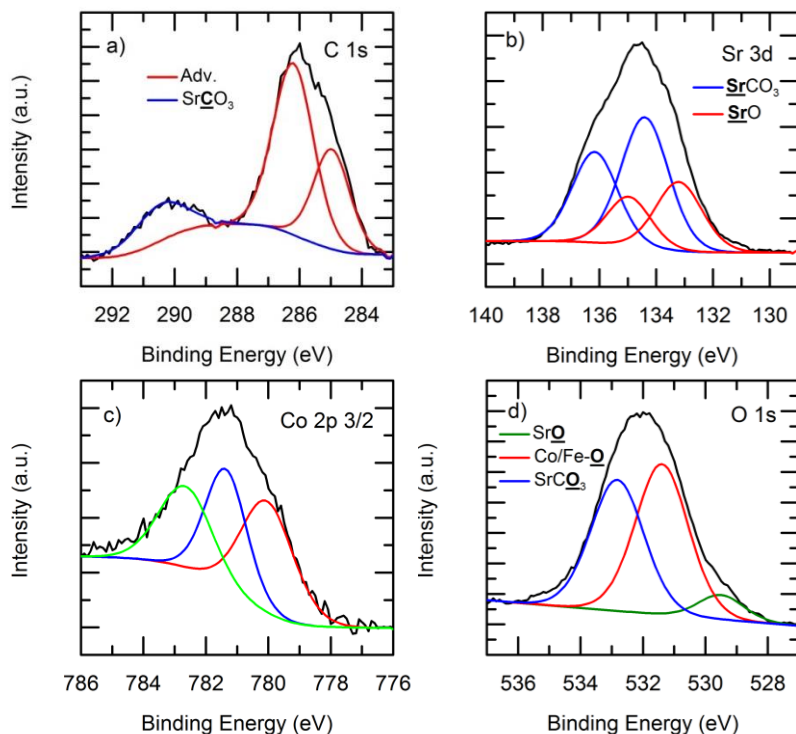 a)
C 1s
Adv.
SrCO₃
Intensity (a.u.)
292 290 288 286 284
Binding Energy (eV)
b)
Sr 3d
SrCO₃
SrO
Intensity (a.u.)
140 138 136 134 132 130
Binding Energy (eV)
c)
Co 2p 3/2
Intensity (a.u.)
786 784 782 780 778 776
Binding Energy (eV)
d)
O 1s
SrO
Co/Fe-O
SrCO₃
Intensity (a.u.)
536 534 532 530 528
Binding Energy (eV)